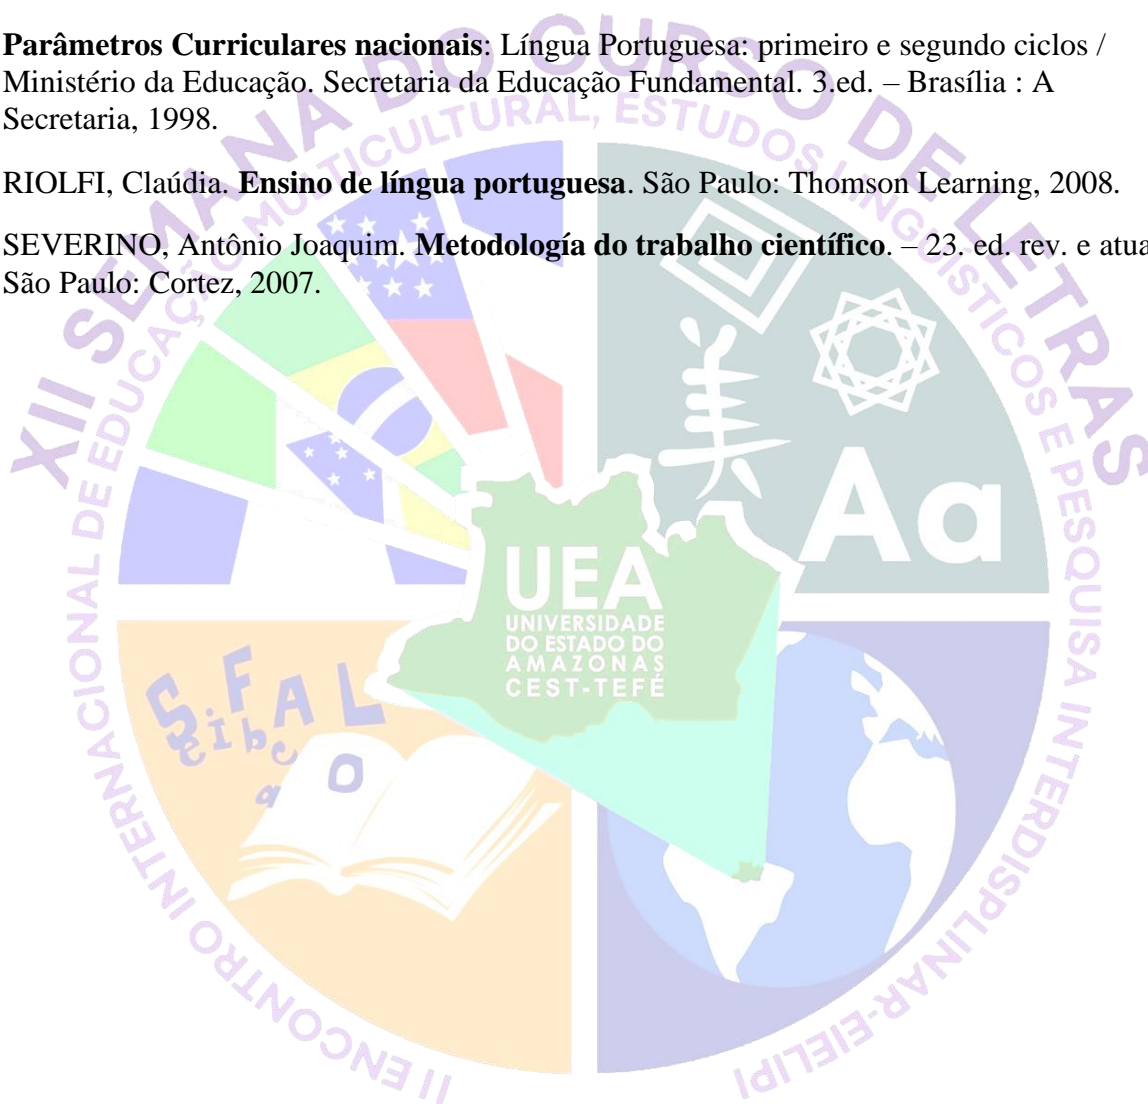 Parâmetros Curriculares nacionais: Língua Portuguesa: primeiro e segundo ciclos /
Ministério da Educação. Secretaria da Educação Fundamental. 3.ed. – Brasília : A
Secretaria, 1998.
RIOLFI, Claúdia. Ensino de língua portuguesa. São Paulo: Thomson Learning, 2008.
SEVERINO, Antônio Joaquim. Metodología do trabalho científico. – 23. ed. rev. e atua
São Paulo: Cortez, 2007.
XII SEMANA DO CURSO DE LETRAS
II ENCONTRO INTERNACIONAL DE EDUCAÇÃO MULTICULTURAL, ESTUDOS LINGUÍSTICOS E PESQUISA INTERDISPLINAR-EIELIPI
美
Aa
UEA
UNIVERSIDADE
DO ESTADO DO
AMAZONAS
CEST-TEFÉ